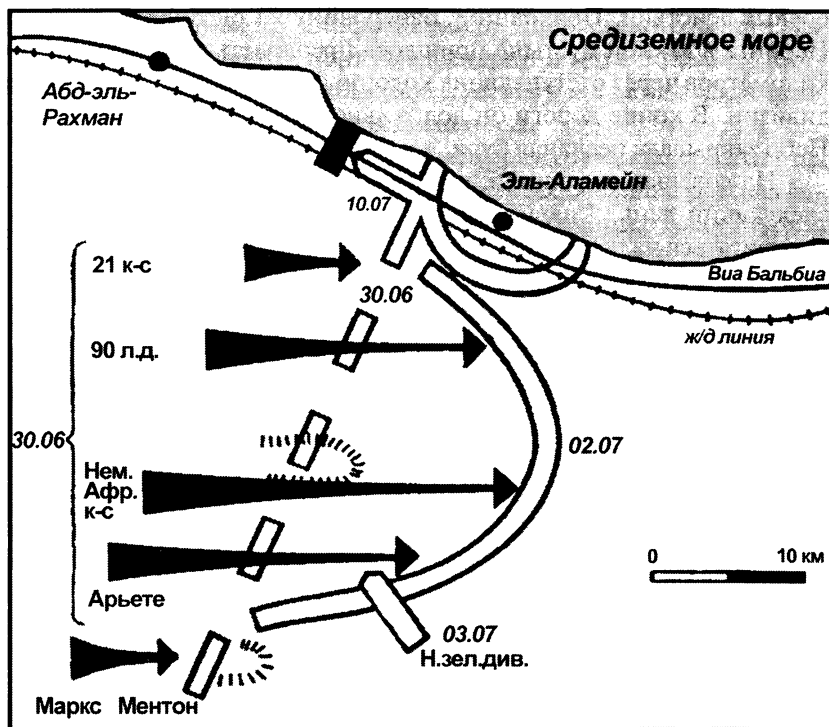 Средиземное море
Абд-эль-
Рахман
Эль-Аламейн
10.07
Виа Бальбиа
21 к-с
30.06
ж/д линия
90 л.д.
30.06
02.07
Нем.
Афр.
к-с
0 10 км
Арьете
03.07
Н.зел.див.
Маркс Ментон